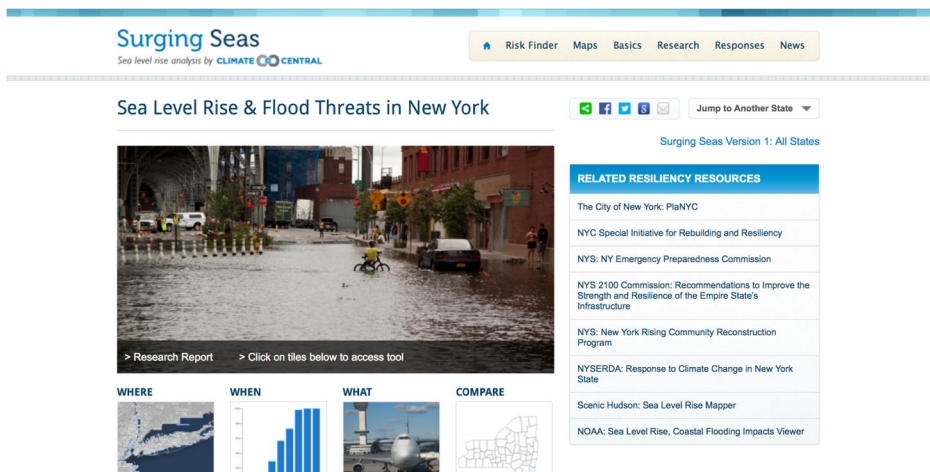 Surging Seas
Sea level rise analysis by CLIMATE CENTRAL
Risk Finder Maps Basics Research Responses News
Sea Level Rise & Flood Threats in New York
Jump to Another State
Surging Seas Version 1: All States
> Research Report > Click on tiles below to access tool
WHERE WHEN WHAT COMPARE
RELATED RESILIENCY RESOURCES
The City of New York: PlaNYC
NYC Special Initiative for Rebuilding and Resiliency
NYS: NY Emergency Preparedness Commission
NYS 2100 Commission: Recommendations to Improve the
Strength and Resilience of the Empire State's
Infrastructure
NYS: New York Rising Community Reconstruction
Program
NYSERDA: Response to Climate Change in New York
State
Scenic Hudson: Sea Level Rise Mapper
NOAA: Sea Level Rise, Coastal Flooding Impacts Viewer